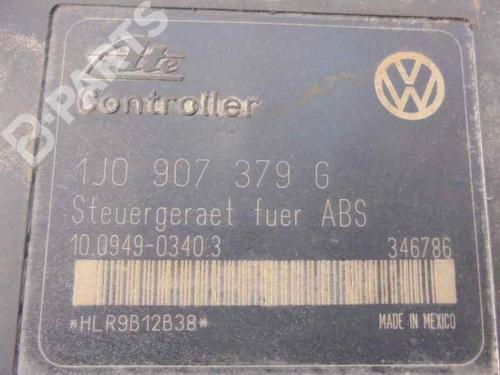 B-PARTS
Ate
Controller
1J0 907 379 G
Steuergeraet fuer ABS
10.0949-0340.3 346786
*HLR9B12B38*
MADE IN MEXICO